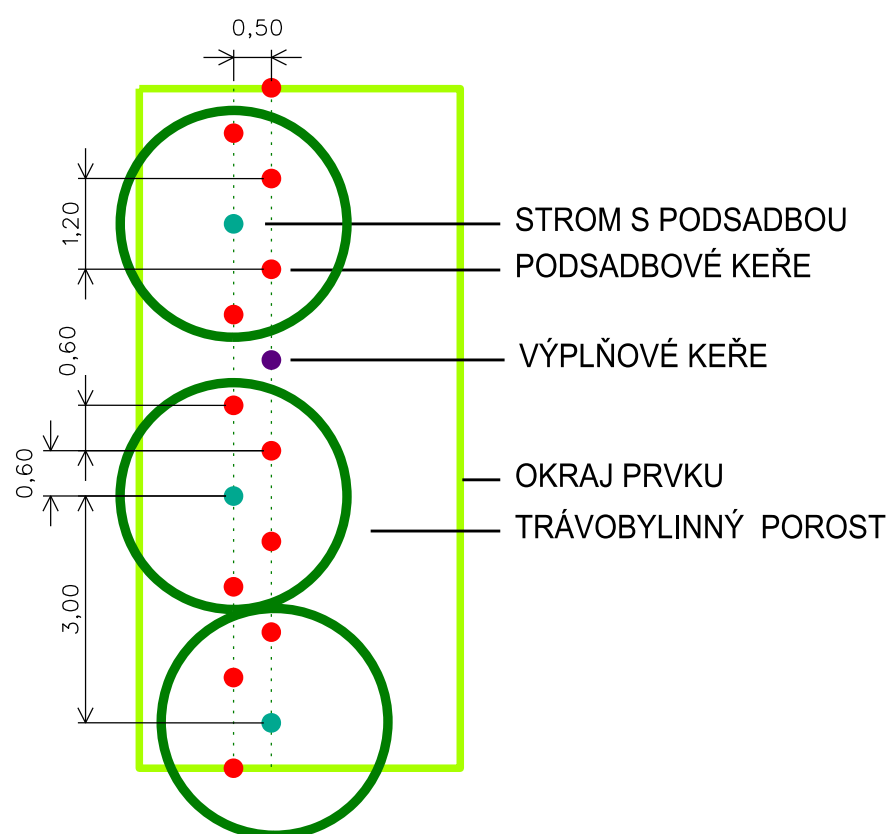 0,50
1,20
STROM S PODSADBOU
PODSADBOVÉ KEŘE
0,60
VÝPLŇOVÉ KEŘE
0,60
OKRAJ PRVKU
TRÁVOBYLINNÝ POROST
3,00